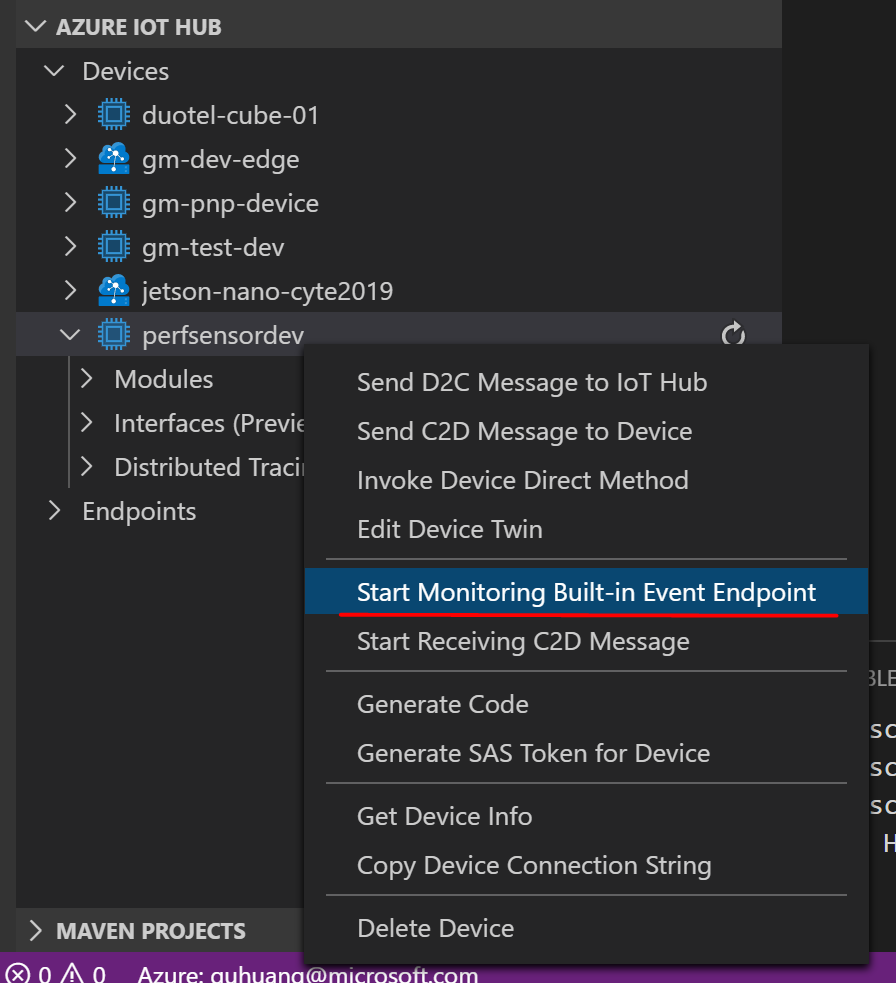 AZURE IOT HUB
Devices
duotel-cube-01
gm-dev-edge
gm-pnp-device
gm-test-dev
jetson-nano-cyte2019
perfsensordev
Modules
Interfaces (Previe
Distributed Tracin
Endpoints
Send D2C Message to IoT Hub
Send C2D Message to Device
Invoke Device Direct Method
Edit Device Twin
Start Monitoring Built-in Event Endpoint
Start Receiving C2D Message
Generate Code
Generate SAS Token for Device
Get Device Info
Copy Device Connection String
Delete Device
BLE
sc
sc
sc
H
MAVEN PROJECTS
0 0 Azure: guhuang@microsoft.com